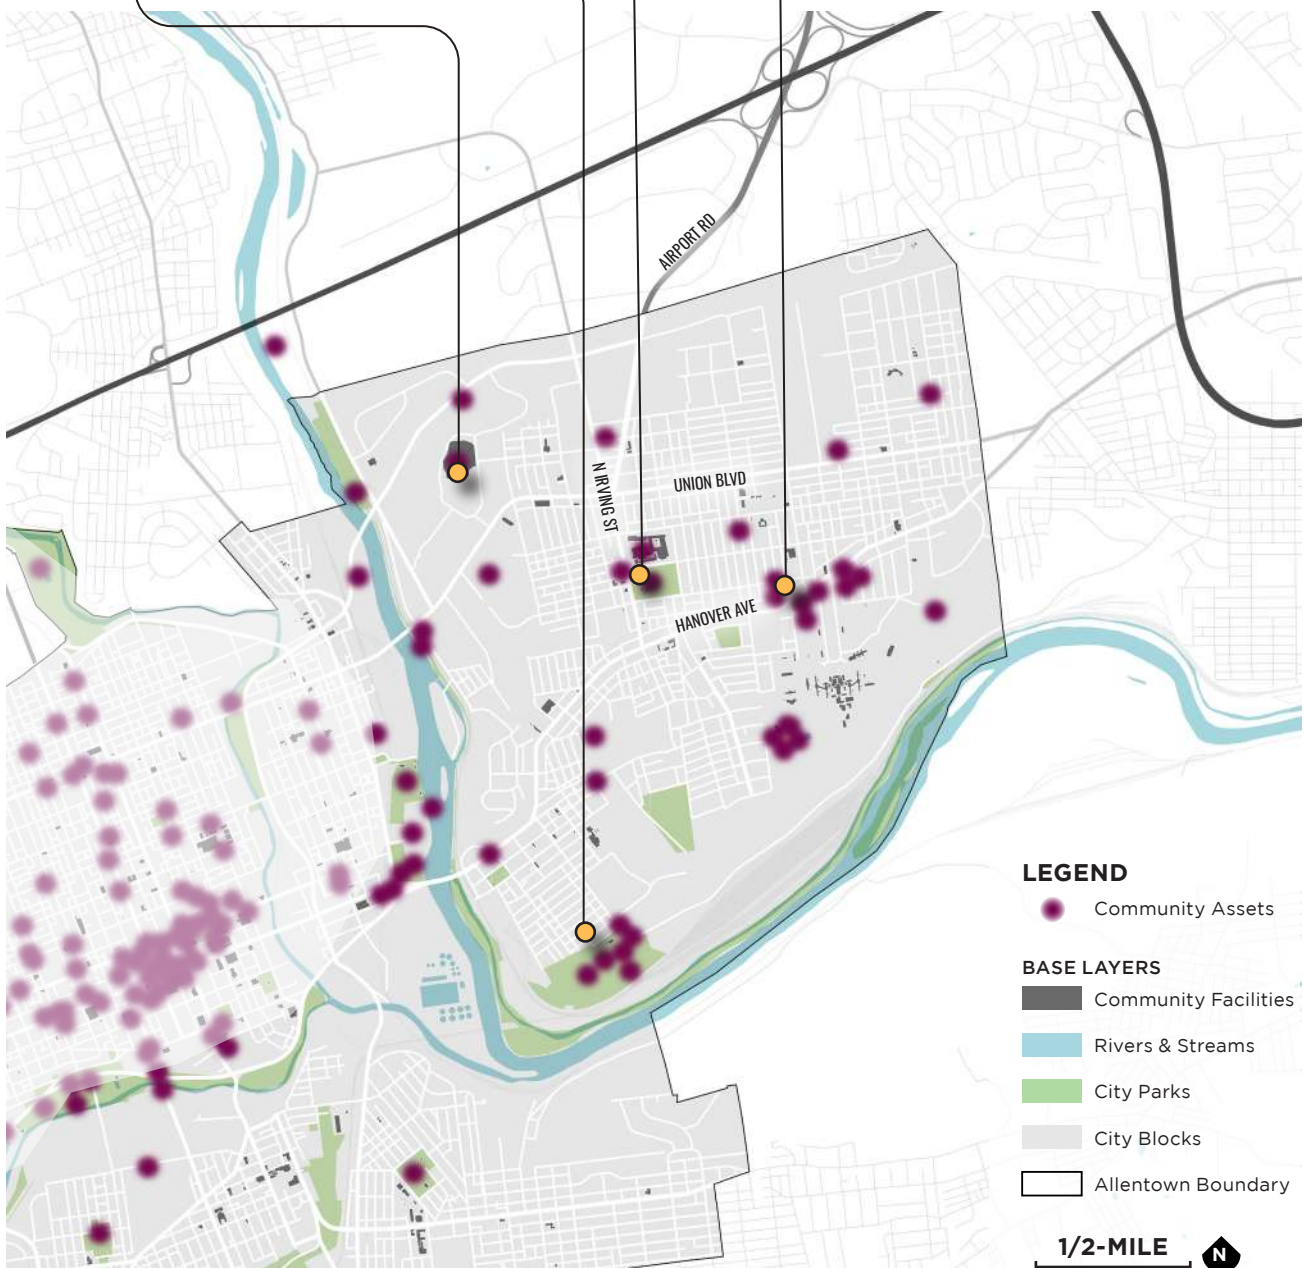 AIRPORT RD
N IRVING ST
UNION BLVD
HANOVER AVE
LEGEND
Community Assets
BASE LAYERS
Community Facilities
Rivers & Streams
City Parks
City Blocks
Allentown Boundary
1/2-MILE
N